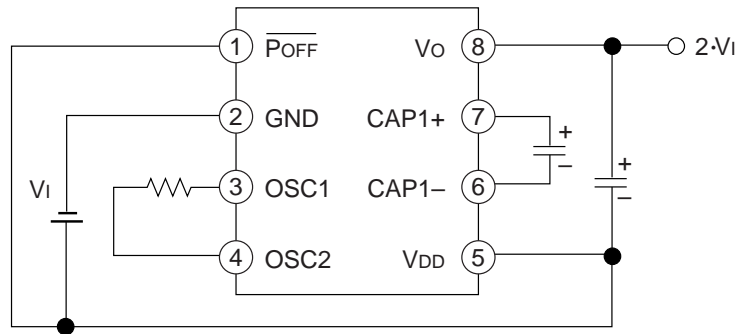 1 POFF VO 8 2·VI
+
2 GND CAP1+ 7
+
–
+
–
VI 3 OSC1 CAP1– 6
4 OSC2 VDD 5